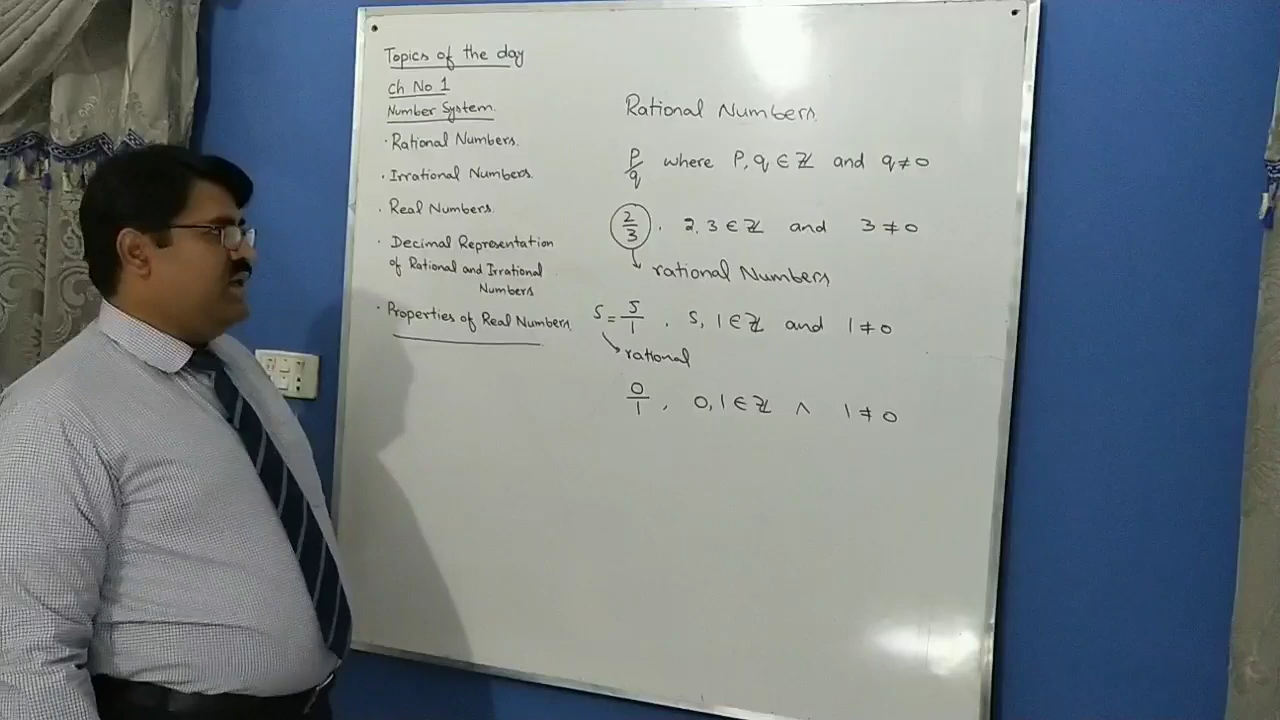 Topics of the day
Ch No 1
Number System.
· Rational Numbers.
· Irrational Numbers.
· Real Numbers.
· Decimal Representation
of Rational and Irrational
Numbers
· Properties of Real Numbers.
Rational Numbers.
P/q where P, q ∈ ℤ and q ≠ 0
2/3 . 2, 3 ∈ ℤ and 3 ≠ 0
rational Numbers
5 = 5/1 . 5, 1 ∈ ℤ and 1 ≠ 0
rational
0/1 , 0, 1 ∈ ℤ ∧ 1 ≠ 0